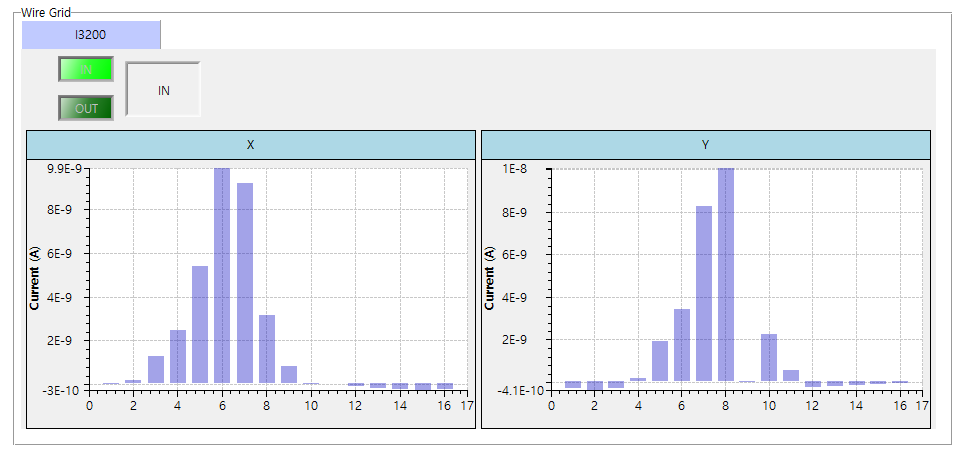 Wire Grid
I3200
IN
OUT
IN
X
Y
Current (A)
9.9E-9
8E-9
6E-9
4E-9
2E-9
-3E-10
0 2 4 6 8 10 12 14 16 17
Current (A)
1E-8
8E-9
6E-9
4E-9
2E-9
-4.1E-10
0 2 4 6 8 10 12 14 16 17